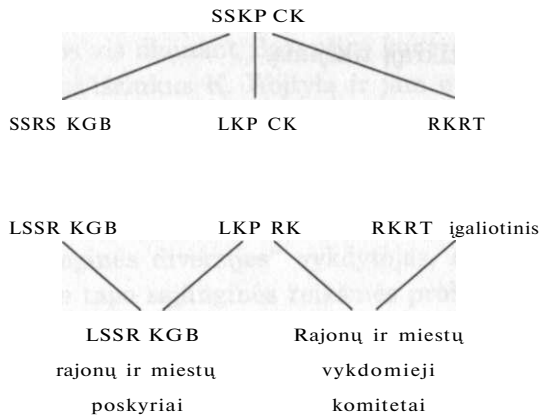 SSKP CK
SSRS KGB LKP CK RKRT
LSSR KGB LKP RK RKRT įgaliotinis
LSSR KGB Rajonų ir miestų
rajonų ir miestų vykdomieji
poskyriai komitetai